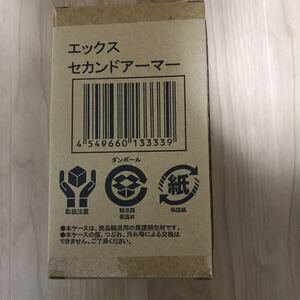 エックス
セカンドアーマー
4 549660 133339
ダンボール
紙
取扱注意
輸送箱
保護材
保護紙
●本ケースは、商品輸送用の保護梱包材です。
●本ケースの傷、つぶれ、汚れ等による交換は
できません。ご了承ください。